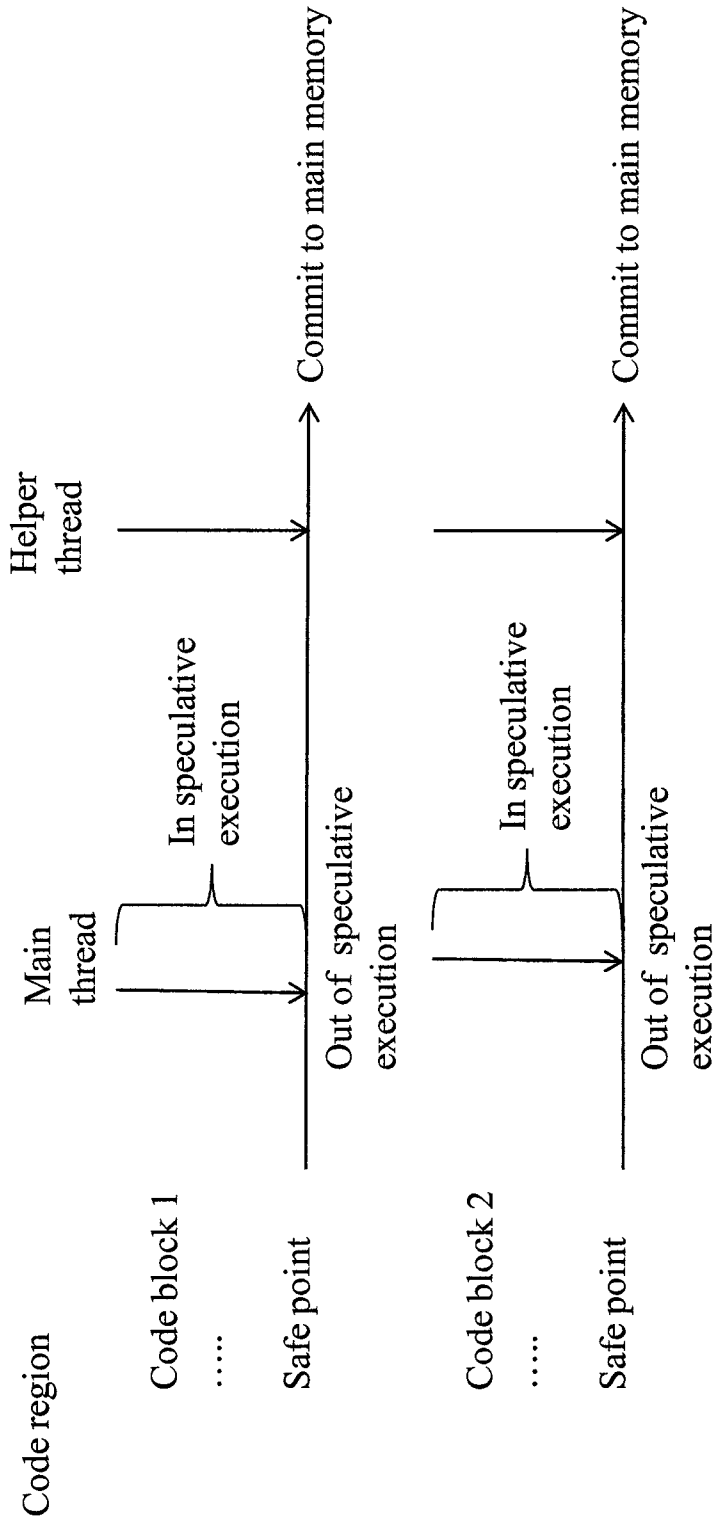 Code region
Main
thread
Helper
thread
Code block 1
.....
In speculative
execution
Safe point
Commit to main memory
Out of speculative
execution
Code block 2
.....
In speculative
execution
Safe point
Commit to main memory
Out of speculative
execution